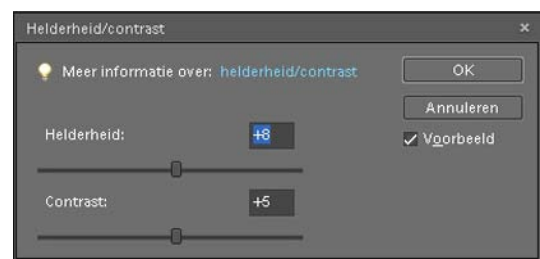 Helderheid/contrast
Meer informatie over: helderheid/contrast
OK
Annuleren
Helderheid: +8
Voorbeeld
Contrast: +5